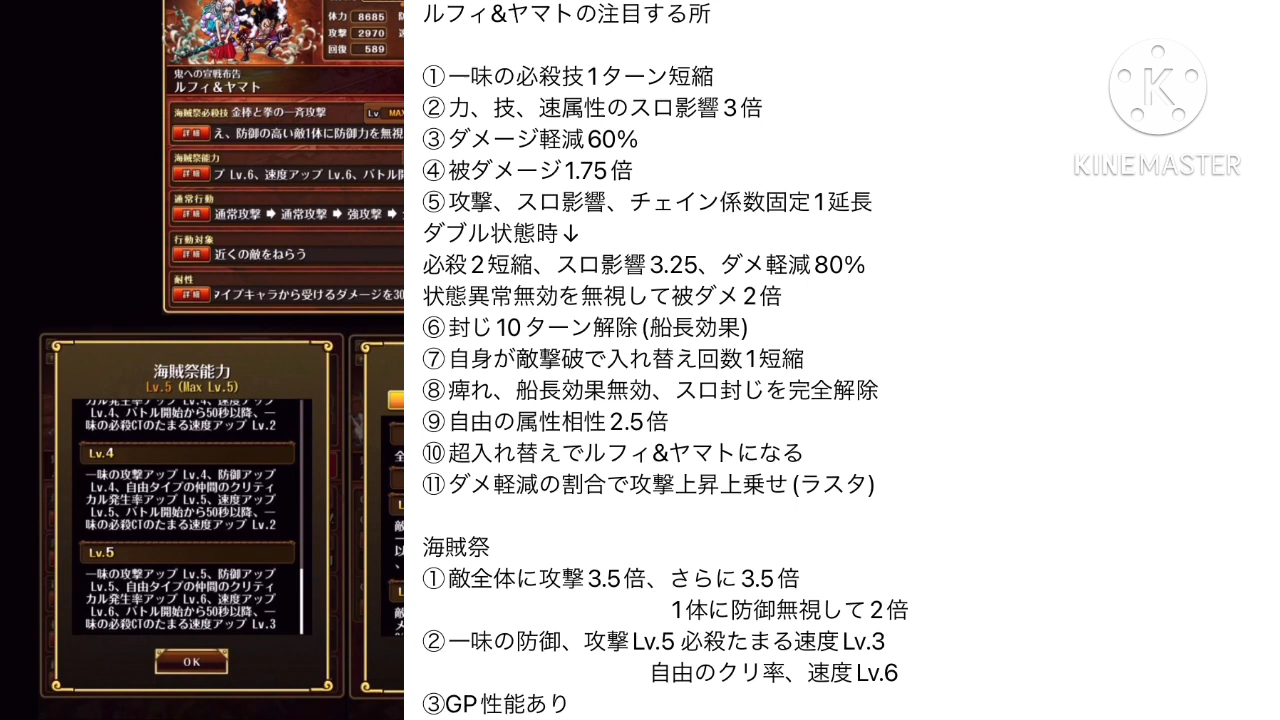 体力 8685
攻撃 2970
回復 589
鬼への宣戦布告
ルフィ&ヤマト
海賊祭必殺技 金棒と拳の一斉攻撃 Lv. MAX
詳細 え、防御の高い敵1体に防御力を無視
海賊祭能力
詳細 プ Lv.6、速度アップ Lv.6、バトル開
通常行動
詳細 通常攻撃 ➡ 通常攻撃 ➡ 強攻撃 ➡
行動対象
詳細 近くの敵をねらう
耐性
詳細 タイプキャラから受けるダメージを30
海賊祭能力
Lv.5 (Max Lv.5)
カル発生率アップ Lv.4、速度アップ
Lv.4、バトル開始から50秒以降、一
味の必殺CTのたまる速度アップ Lv.2
Lv.4
一味の攻撃アップ Lv.4、防御アップ
Lv.4、自由タイプの仲間のクリティ
カル発生率アップ Lv.5、速度アップ
Lv.5、バトル開始から50秒以降、一
味の必殺CTのたまる速度アップ Lv.2
Lv.5
一味の攻撃アップ Lv.5、防御アップ
Lv.5、自由タイプの仲間のクリティ
カル発生率アップ Lv.6、速度アップ
Lv.6、バトル開始から50秒以降、一
味の必殺CTのたまる速度アップ Lv.3
OK
ルフィ&ヤマトの注目する所
①一味の必殺技1ターン短縮
②力、技、速属性のスロ影響3倍
③ダメージ軽減60%
④被ダメージ1.75倍
⑤攻撃、スロ影響、チェイン係数固定1延長
ダブル状態時↓
必殺2短縮、スロ影響3.25、ダメ軽減80%
状態異常無効を無視して被ダメ2倍
⑥封じ10ターン解除(船長効果)
⑦自身が敵撃破で入れ替え回数1短縮
⑧痺れ、船長効果無効、スロ封じを完全解除
⑨自由の属性相性2.5倍
⑩超入れ替えでルフィ&ヤマトになる
⑪ダメ軽減の割合で攻撃上昇上乗せ(ラスタ)
海賊祭
①敵全体に攻撃3.5倍、さらに3.5倍
1体に防御無視して2倍
②一味の防御、攻撃Lv.5 必殺たまる速度Lv.3
自由のクリ率、速度Lv.6
③GP性能あり
K
KINEMASTER